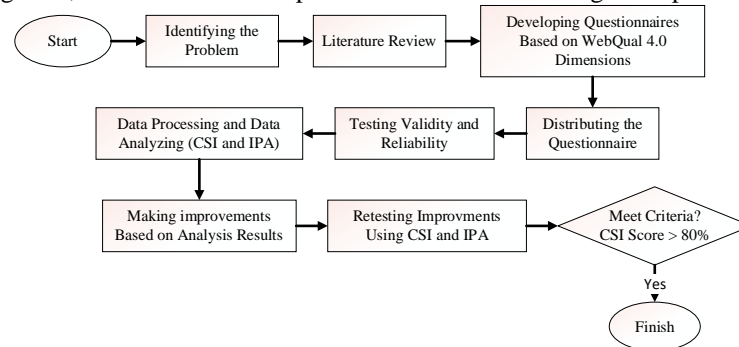 Start
Identifying the
Problem
Literature Review
Developing Questionnaires
Based on WebQual 4.0
Dimensions
Data Processing and Data
Analyzing (CSI and IPA)
Testing Validity and
Reliability
Distributing the
Questionnaire
Making improvements
Based on Analysis Results
Retesting Improvments
Using CSI and IPA
Meet Criteria?
CSI Score > 80%
Yes
Finish